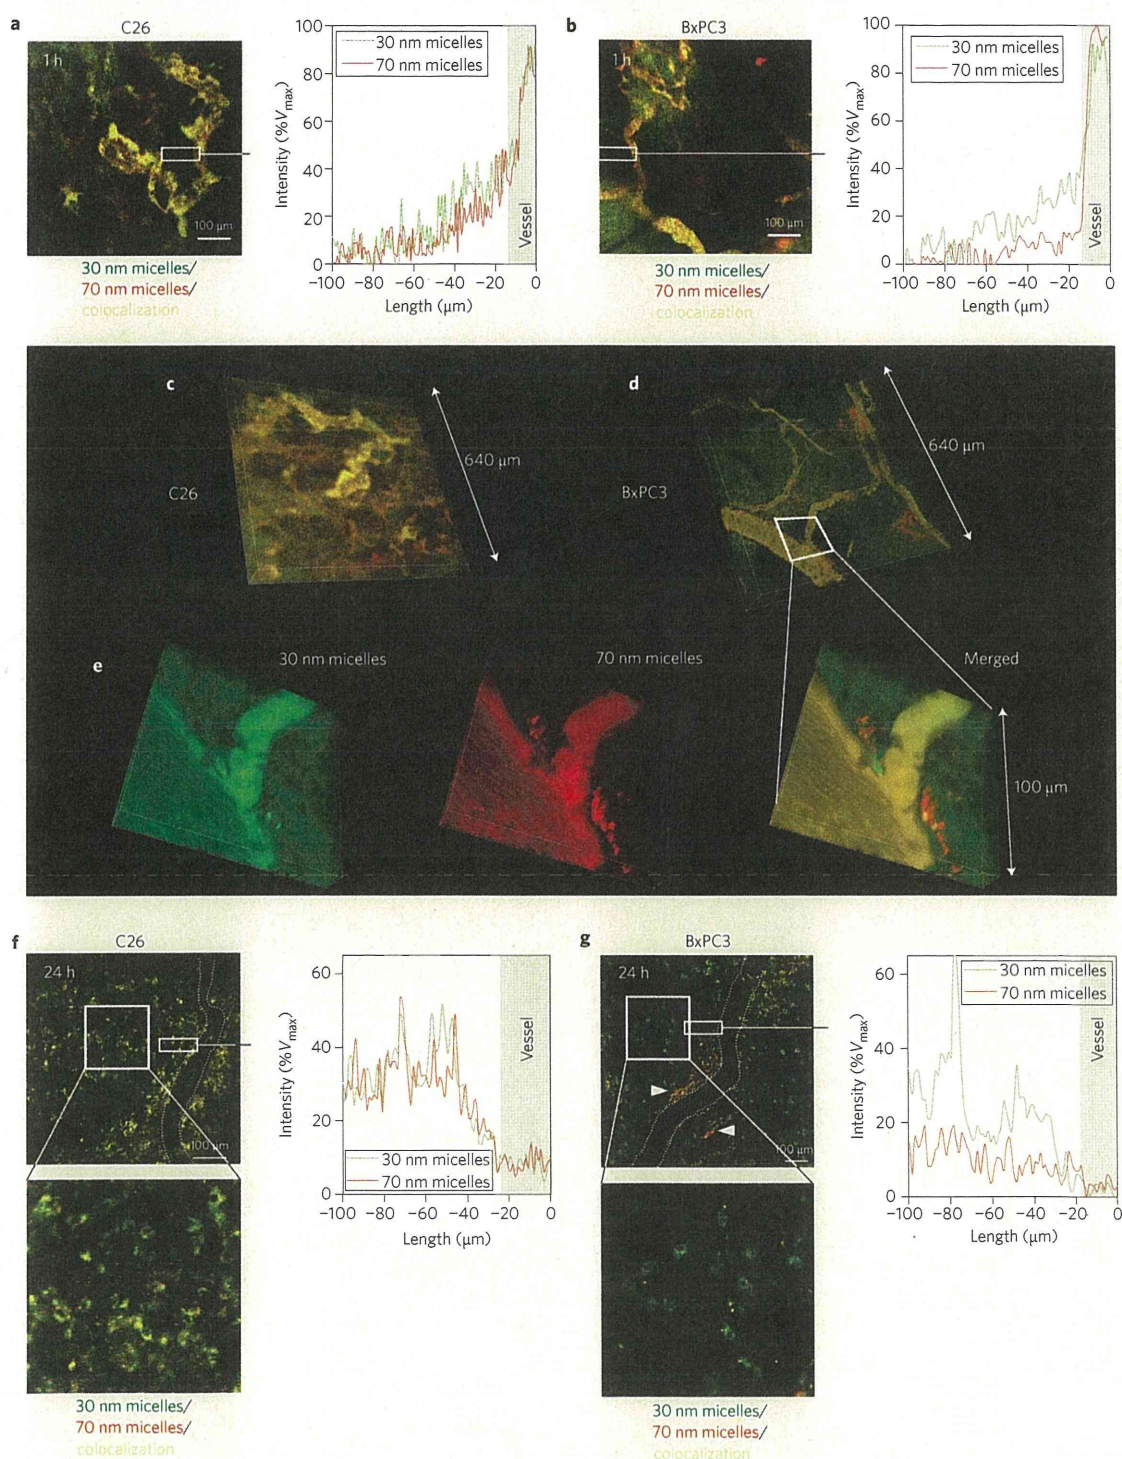 a
C26
1 h
100 µm
30 nm micelles/
70 nm micelles/
colocalization
100
80
60
40
20
0
Intensity (%Vmax)
30 nm micelles
70 nm micelles
Vessel
−100 −80 −60 −40 −20 0
Length (µm)
b
BxPC3
1 h
100 µm
30 nm micelles/
70 nm micelles/
colocalization
100
80
60
40
20
0
Intensity (%Vmax)
30 nm micelles
70 nm micelles
Vessel
−100 −80 −60 −40 −20 0
Length (µm)
c
C26
640 µm
d
BxPC3
640 µm
e
30 nm micelles
70 nm micelles
Merged
100 µm
f
C26
24 h
100 µm
30 nm micelles/
70 nm micelles/
colocalization
60
40
20
0
Intensity (%Vmax)
30 nm micelles
70 nm micelles
Vessel
−100 −80 −60 −40 −20 0
Length (µm)
g
BxPC3
24 h
100 µm
30 nm micelles/
70 nm micelles/
colocalization
60
40
20
0
Intensity (%Vmax)
30 nm micelles
70 nm micelles
Vessel
−100 −80 −60 −40 −20 0
Length (µm)